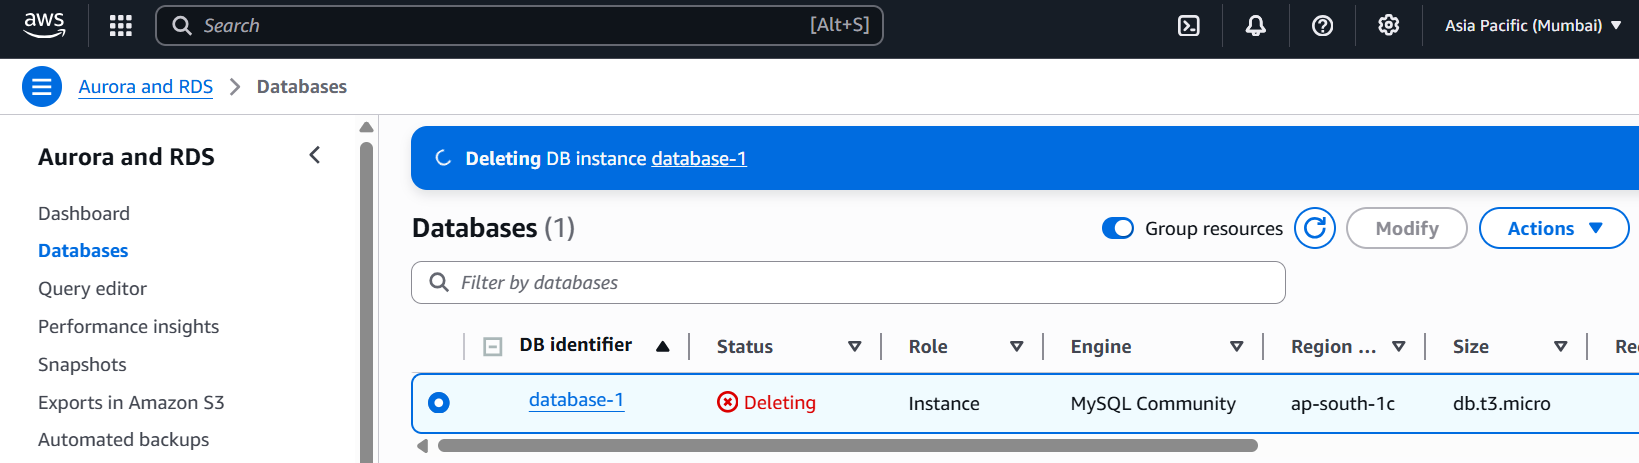 aws
Search [Alt+S] Asia Pacific (Mumbai)
Aurora and RDS > Databases
Aurora and RDS
Dashboard
Databases
Query editor
Performance insights
Snapshots
Exports in Amazon S3
Automated backups
Deleting DB instance database-1
Databases (1) Group resources Modify Actions
Filter by databases
DB identifier Status Role Engine Region ... Size
database-1 Deleting Instance MySQL Community ap-south-1c db.t3.micro